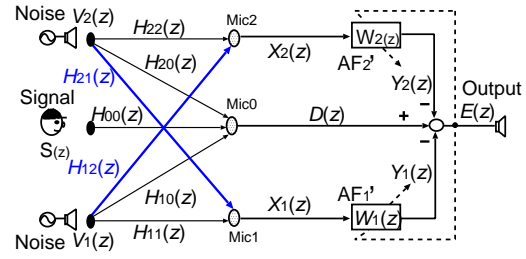 Noise V2(z) H22(z) Mic2 W2(z)
H20(z) X2(z)
H21(z) AF2' Y2(z)
Signal Mic0 Output
H00(z) D(z) + − E(z)
S(z) −
H12(z) Y1(z)
H10(z) AF1'
X1(z) W1(z)
Noise V1(z) H11(z) Mic1